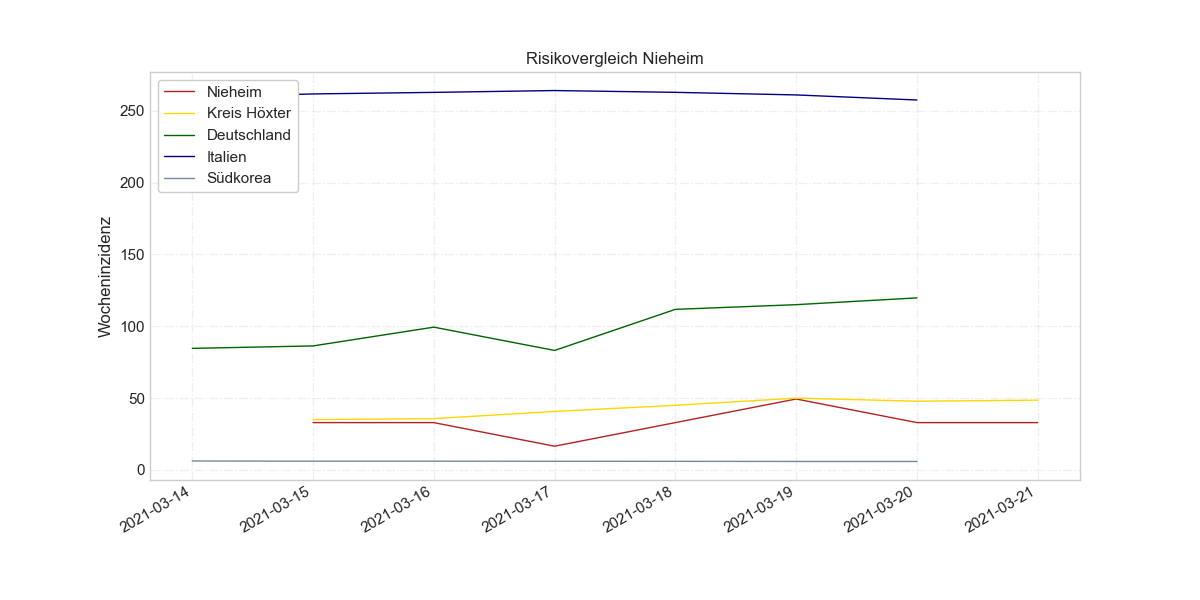 Risikovergleich Nieheim
Nieheim
Kreis Höxter
Deutschland
Italien
Südkorea
Wocheninzidenz
250
200
150
100
50
0
2021-03-14
2021-03-15
2021-03-16
2021-03-17
2021-03-18
2021-03-19
2021-03-20
2021-03-21